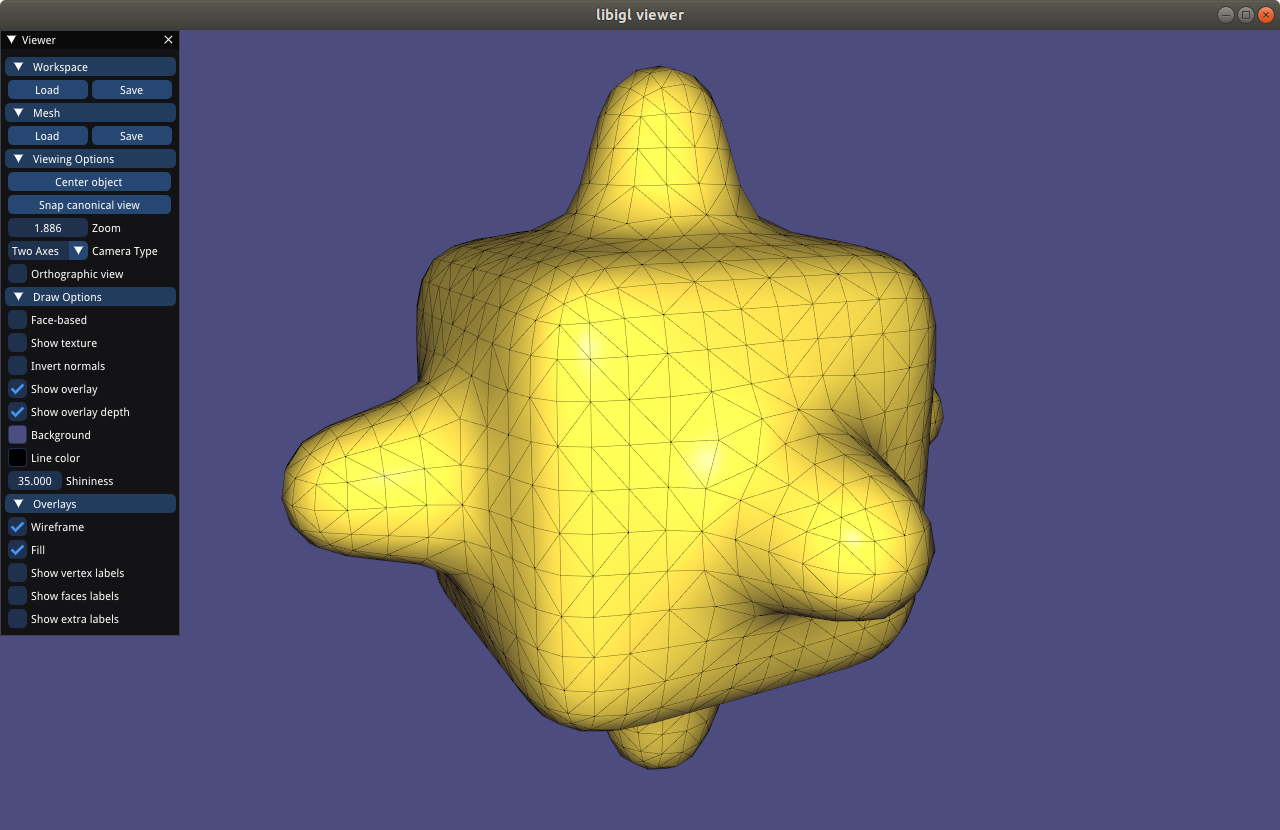 libigl viewer
Viewer
Workspace
Load Save
Mesh
Load Save
Viewing Options
Center object
Snap canonical view
1.886 Zoom
Two Axes Camera Type
Orthographic view
Draw Options
Face-based
Show texture
Invert normals
Show overlay
Show overlay depth
Background
Line color
35.000 Shininess
Overlays
Wireframe
Fill
Show vertex labels
Show faces labels
Show extra labels